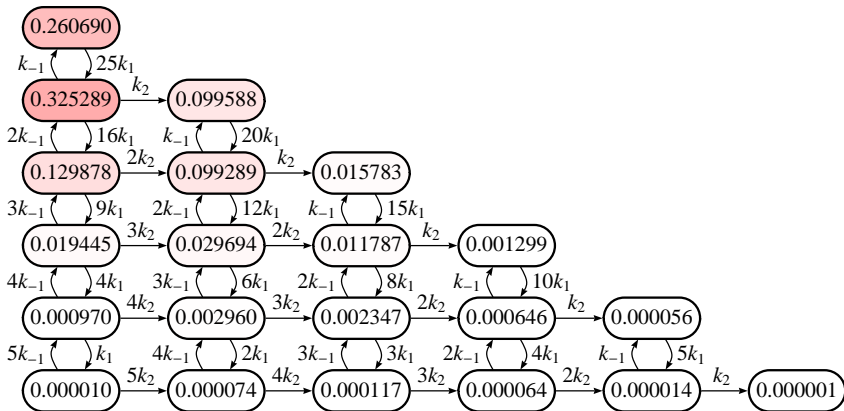 0.260690
k₋₁ 25k₁
k₂
0.325289 0.099588
2k₋₁ 16k₁ k₋₁ 20k₁
2k₂ k₂
0.129878 0.099289 0.015783
3k₋₁ 9k₁ 2k₋₁ 12k₁ k₋₁ 15k₁
3k₂ 2k₂ k₂
0.019445 0.029694 0.011787 0.001299
4k₋₁ 4k₁ 3k₋₁ 6k₁ 2k₋₁ 8k₁ k₋₁ 10k₁
4k₂ 3k₂ 2k₂ k₂
0.000970 0.002960 0.002347 0.000646 0.000056
5k₋₁ k₁ 4k₋₁ 2k₁ 3k₋₁ 3k₁ 2k₋₁ 4k₁ k₋₁ 5k₁
5k₂ 4k₂ 3k₂ 2k₂ k₂
0.000010 0.000074 0.000117 0.000064 0.000014 0.000001